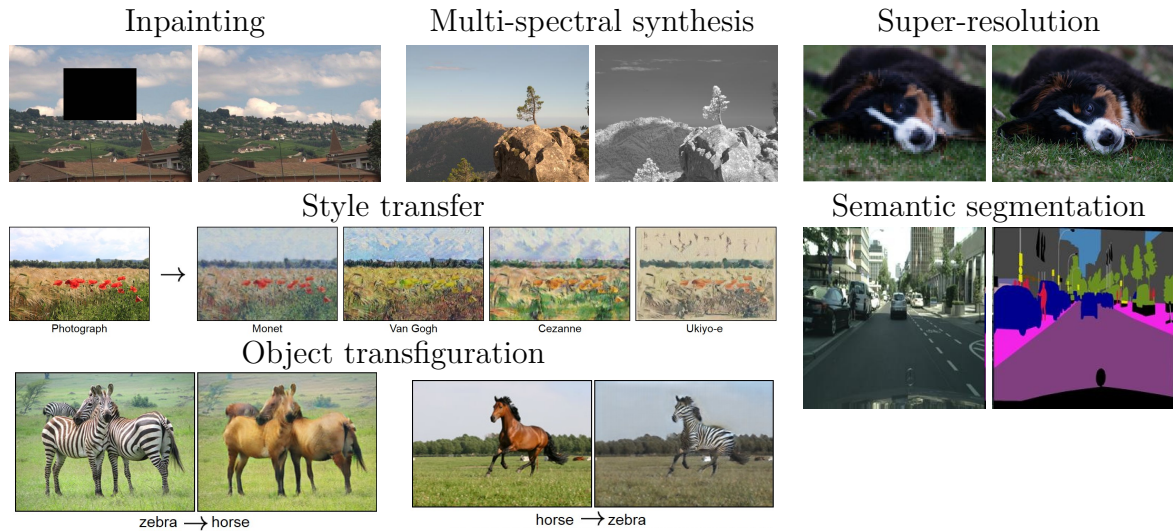 Inpainting
Multi-spectral synthesis
Super-resolution
Style transfer
Semantic segmentation
Photograph
Monet
Van Gogh
Cezanne
Ukiyo-e
Object transfiguration
zebra → horse
horse → zebra